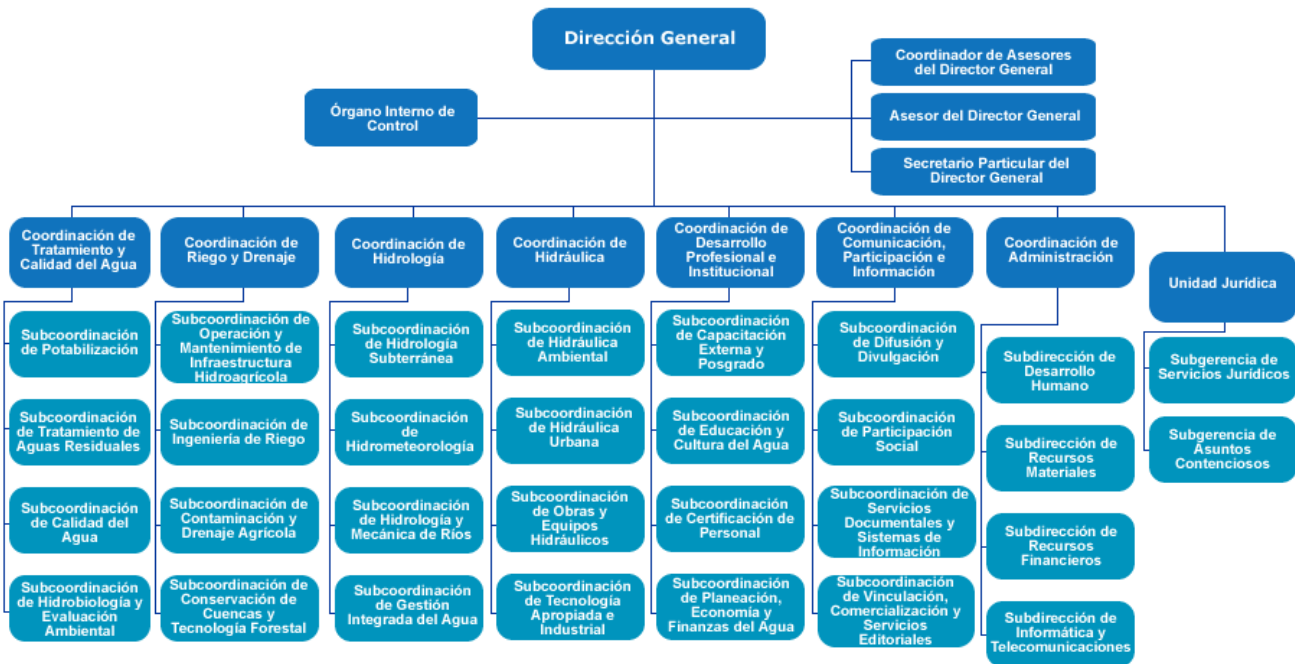 Dirección General
Coordinador de Asesores
del Director General
Órgano Interno de
Control
Asesor del Director General
Secretario Particular del
Director General
Coordinación de
Tratamiento y
Calidad del Agua
Coordinación de
Riego y Drenaje
Coordinación de
Hidrología
Coordinación de
Hidráulica
Coordinación de
Desarrollo
Profesional e
Institucional
Coordinación de
Comunicación,
Participación e
Información
Coordinación de
Administración
Unidad Jurídica
Subcoordinación
de Potabilización
Subcoordinación
de Tratamiento de
Aguas Residuales
Subcoordinación
de Calidad del
Agua
Subcoordinación
de Hidrobiología y
Evaluación
Ambiental
Subcoordinación de
Operación y
Mantenimiento de
Infraestructura
Hidroagrícola
Subcoordinación de
Ingeniería de Riego
Subcoordinación de
Contaminación y
Drenaje Agrícola
Subcoordinación de
Conservación de
Cuencas y
Tecnología Forestal
Subcoordinación
de Hidrología
Subterránea
Subcoordinación
de
Hidrometeorología
Subcoordinación
de Hidrología y
Mecánica de Ríos
Subcoordinación
de Gestión
Integrada del Agua
Subcoordinación
de Hidráulica
Ambiental
Subcoordinación
de Hidráulica
Urbana
Subcoordinación
de Obras y
Equipos
Hidráulicos
Subcoordinación
de Tecnología
Apropiada e
Industrial
Subcoordinación
de Capacitación
Externa y
Posgrado
Subcoordinación
de Educación y
Cultura del Agua
Subcoordinación
de Certificación de
Personal
Subcoordinación
de Planeación,
Economía y
Finanzas del Agua
Subcoordinación
de Difusión y
Divulgación
Subcoordinación
de Participación
Social
Subcoordinación de
Servicios
Documentales y
Sistemas de
Información
Subcoordinación
de Vinculación,
Comercialización y
Servicios
Editoriales
Subdirección de
Desarrollo
Humano
Subdirección de
Recursos
Materiales
Subdirección de
Recursos
Financieros
Subdirección de
Informática y
Telecomunicaciones
Subgerencia de
Servicios Jurídicos
Subgerencia de
Asuntos
Contenciosos